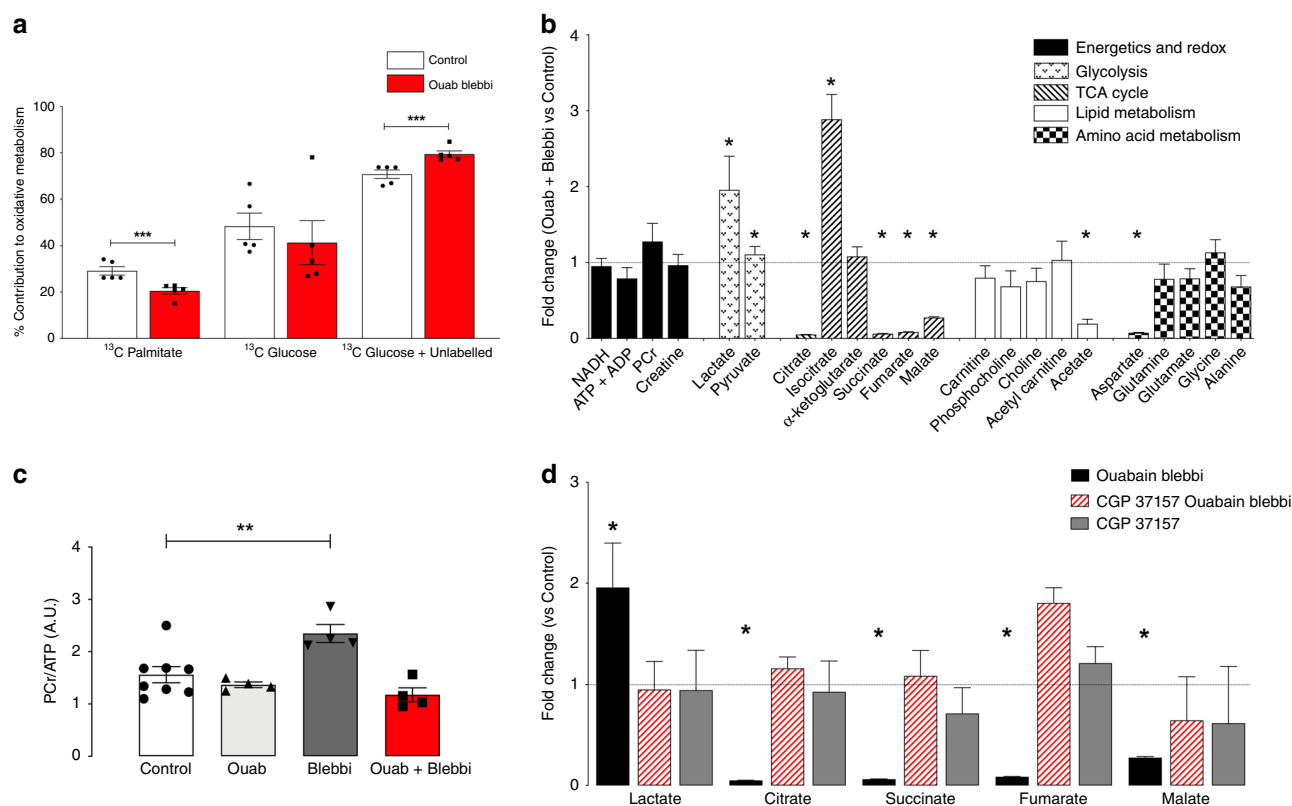 a
Control
Ouab blebbi
% Contribution to oxidative metabolism
100
80
60
40
20
0
***
***
¹³C Palmitate
¹³C Glucose
¹³C Glucose + Unlabelled
b
Fold change (Ouab + Blebbi vs Control)
4
3
2
1
0
Energetics and redox
Glycolysis
TCA cycle
Lipid metabolism
Amino acid metabolism
*
*
*
*
*
*
*
*
*
NADH
ATP + ADP
PCr
Creatine
Lactate
Pyruvate
Citrate
Isocitrate
α-ketoglutarate
Succinate
Fumarate
Malate
Carnitine
Phosphocholine
Choline
Acetyl carnitine
Acetate
Aspartate
Glutamine
Glutamate
Glycine
Alanine
c
PCr/ATP (A.U.)
4
3
2
1
0
**
Control
Ouab
Blebbi
Ouab + Blebbi
d
Fold change (vs Control)
3
2
1
0
Ouabain blebbi
CGP 37157 Ouabain blebbi
CGP 37157
*
*
*
*
*
Lactate
Citrate
Succinate
Fumarate
Malate